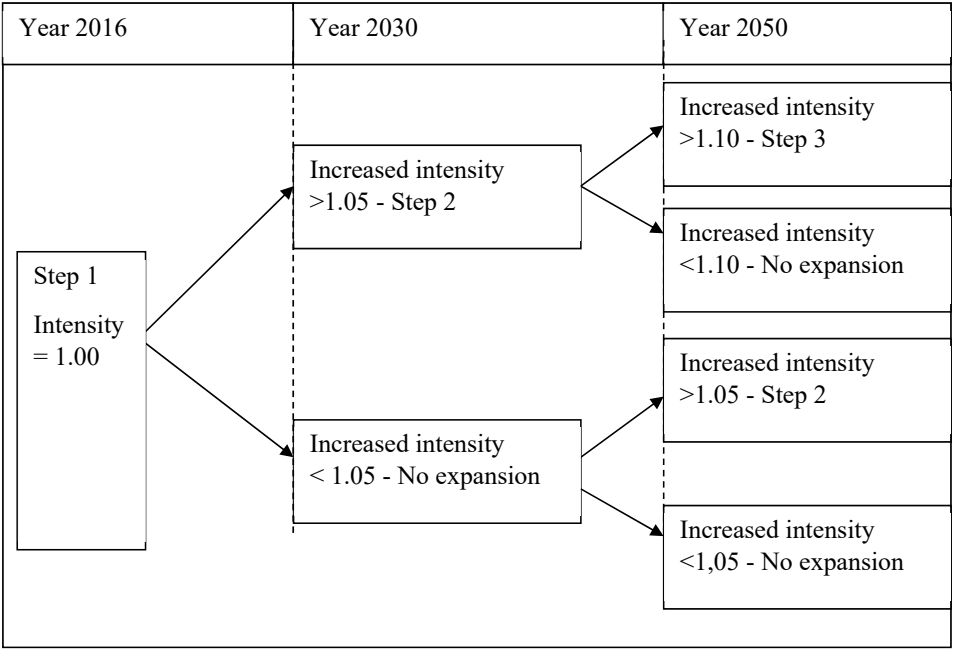 Year 2016
Year 2030
Year 2050
Step 1
Intensity
= 1.00
Increased intensity
>1.05 - Step 2
Increased intensity
< 1.05 - No expansion
Increased intensity
>1.10 - Step 3
Increased intensity
<1.10 - No expansion
Increased intensity
>1.05 - Step 2
Increased intensity
<1,05 - No expansion